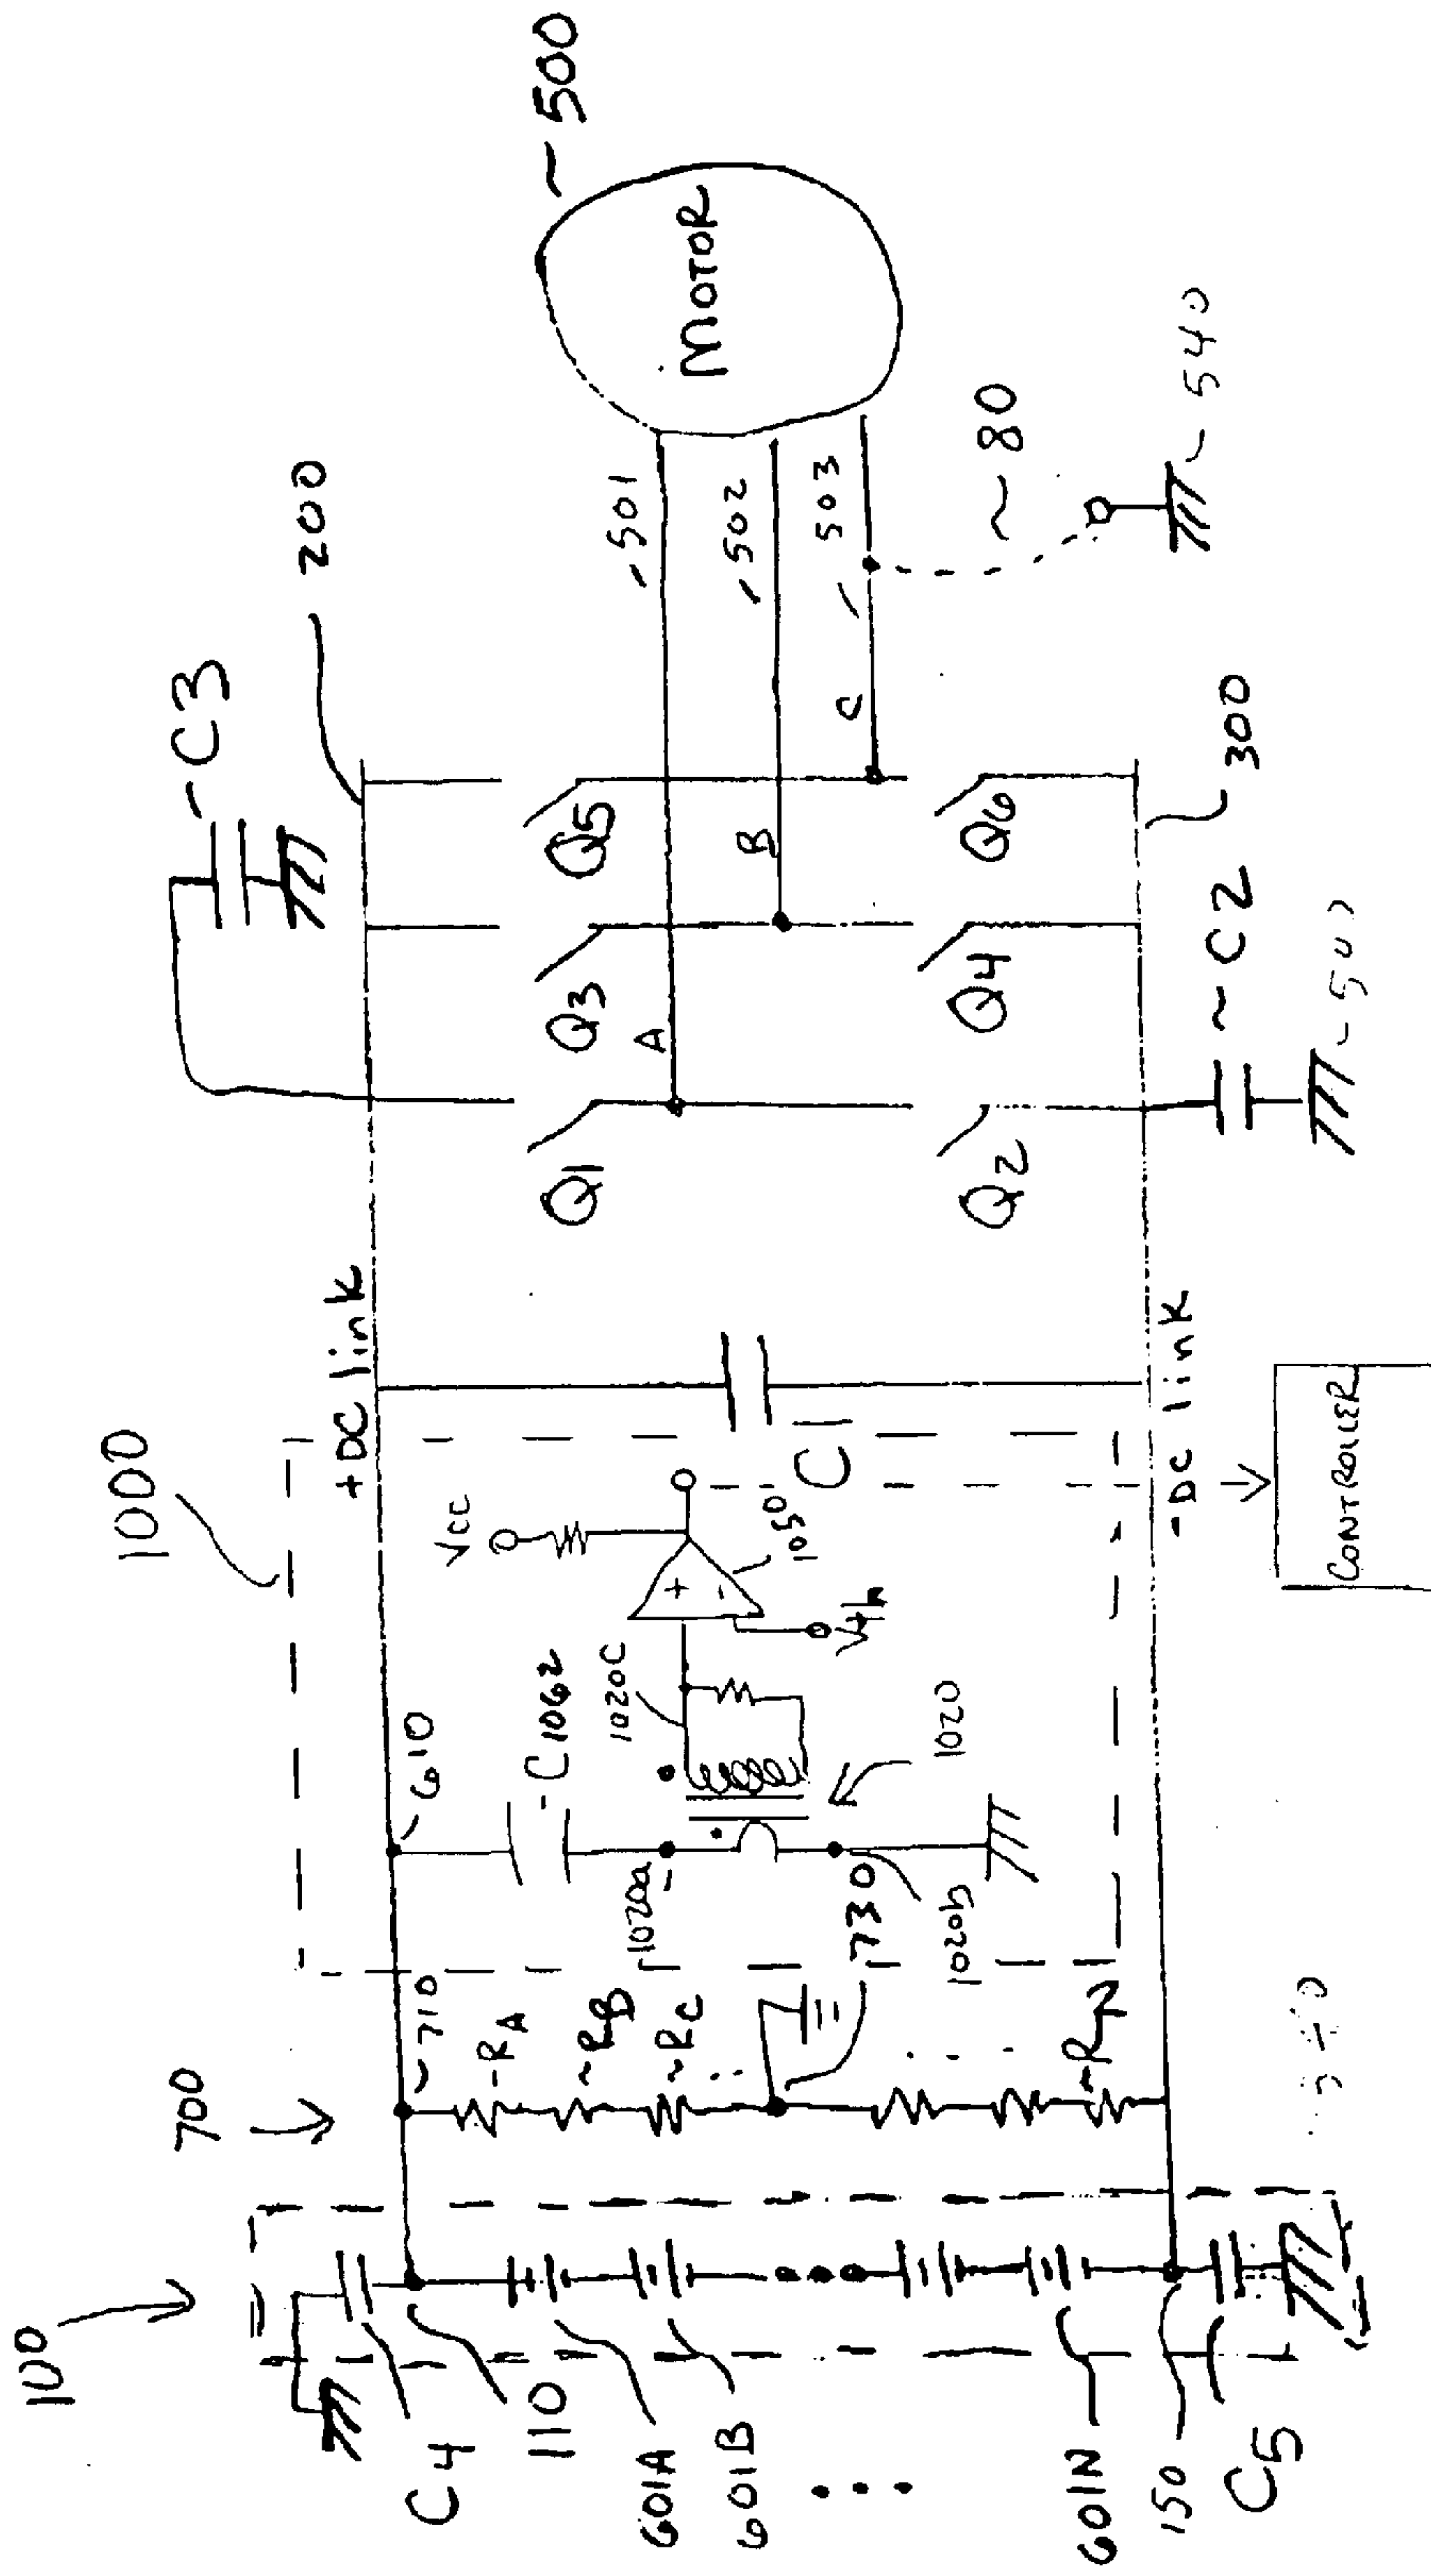 100
700
1000
C3
200
C4
110
601A
601B
601N
150
C5
710
RA
RB
RC
RN
730
610
C1062
1020a
1020b
1020C
1020
Vcc
+
-
Vth
1050
C1
+DC link
-DC link
CONTROLLER
Q1
Q2
Q3
Q4
Q5
Q6
A
B
C
501
502
503
MOTOR
500
80
540
C2
300